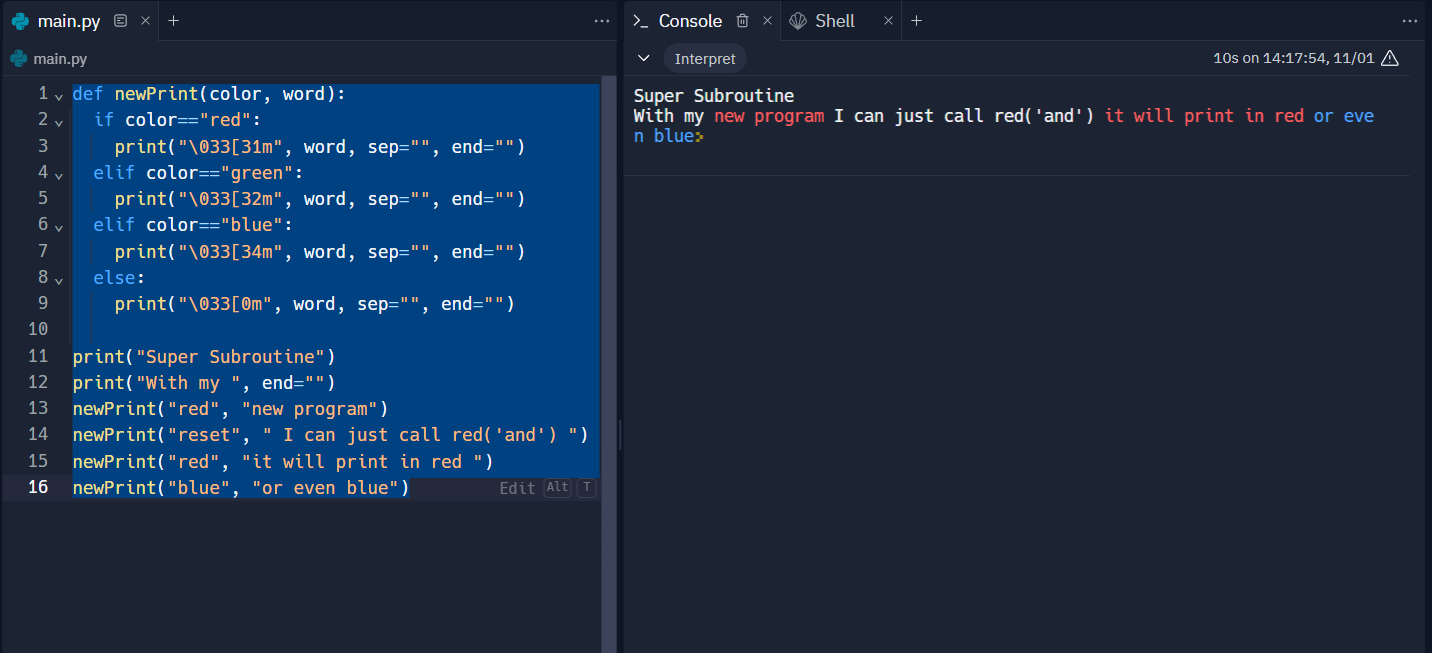 main.py
Console
Shell
main.py
Interpret
10s on 14:17:54, 11/01
1 def newPrint(color, word):
2   if color=="red":
3     print("\033[31m", word, sep="", end="")
4   elif color=="green":
5     print("\033[32m", word, sep="", end="")
6   elif color=="blue":
7     print("\033[34m", word, sep="", end="")
8   else:
9     print("\033[0m", word, sep="", end="")
10
11 print("Super Subroutine")
12 print("With my ", end="")
13 newPrint("red", "new program")
14 newPrint("reset", " I can just call red('and') ")
15 newPrint("red", "it will print in red ")
16 newPrint("blue", "or even blue")
Edit Alt T
Super Subroutine
With my new program I can just call red('and') it will print in red or eve
n blue